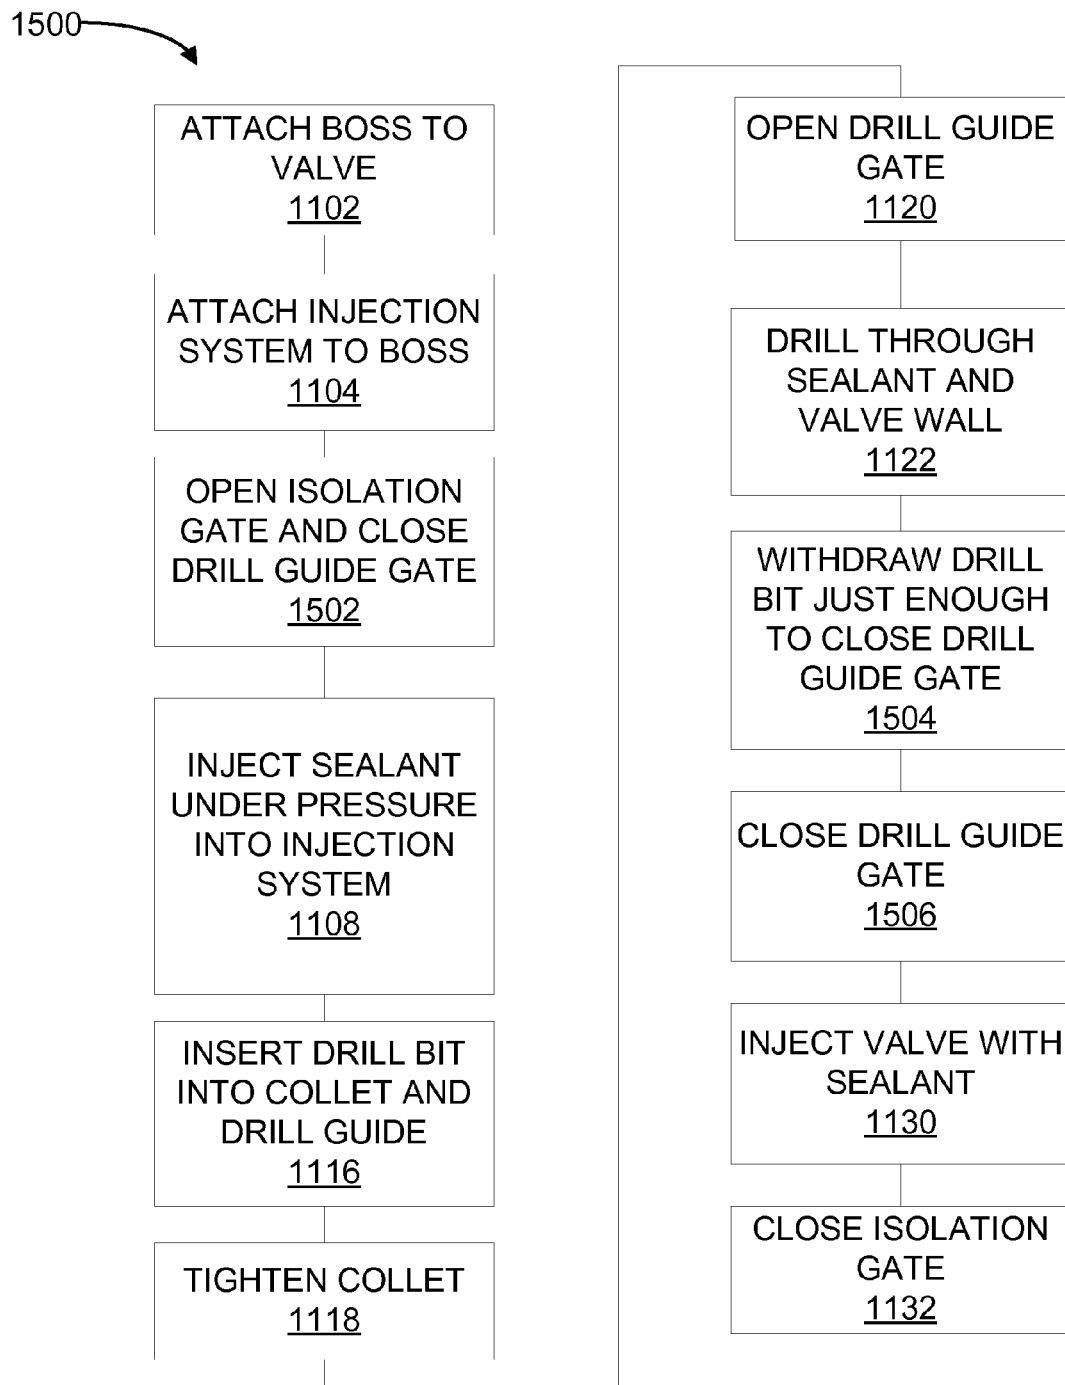 1500
ATTACH BOSS TO
VALVE
1102
ATTACH INJECTION
SYSTEM TO BOSS
1104
OPEN ISOLATION
GATE AND CLOSE
DRILL GUIDE GATE
1502
INJECT SEALANT
UNDER PRESSURE
INTO INJECTION
SYSTEM
1108
INSERT DRILL BIT
INTO COLLET AND
DRILL GUIDE
1116
TIGHTEN COLLET
1118
OPEN DRILL GUIDE
GATE
1120
DRILL THROUGH
SEALANT AND
VALVE WALL
1122
WITHDRAW DRILL
BIT JUST ENOUGH
TO CLOSE DRILL
GUIDE GATE
1504
CLOSE DRILL GUIDE
GATE
1506
INJECT VALVE WITH
SEALANT
1130
CLOSE ISOLATION
GATE
1132